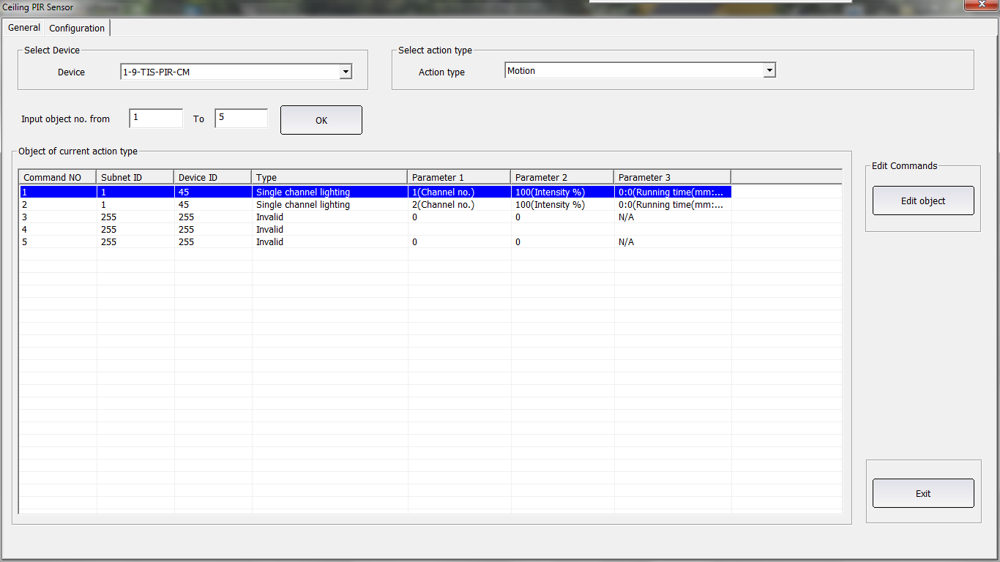 Ceiling PIR Sensor
General Configuration
Select Device
Device 1-9-TIS-PIR-CM
Select action type
Action type Motion
Input object no. from 1 To 5 OK
Object of current action type
Command NO Subnet ID Device ID Type Parameter 1 Parameter 2 Parameter 3
1 1 45 Single channel lighting 1(Channel no.) 100(Intensity %) 0:0(Running time(mm:...
2 1 45 Single channel lighting 2(Channel no.) 100(Intensity %) 0:0(Running time(mm:...
3 255 255 Invalid 0 0 N/A
4 255 255 Invalid
5 255 255 Invalid 0 0 N/A
Edit Commands
Edit object
Exit